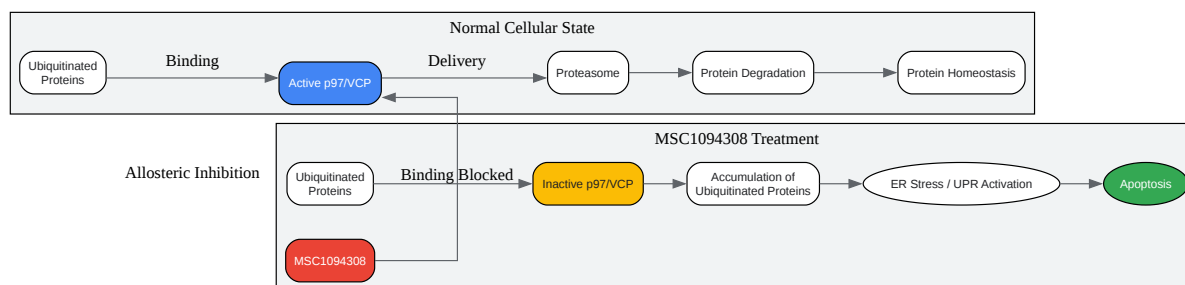 Normal Cellular State
Ubiquitinated
Proteins
Binding
Active p97/VCP
Delivery
Proteasome
Protein Degradation
Protein Homeostasis
MSC1094308 Treatment
Allosteric Inhibition
Ubiquitinated
Proteins
Binding Blocked
Inactive p97/VCP
Accumulation of
Ubiquitinated Proteins
ER Stress / UPR Activation
Apoptosis
MSC1094308